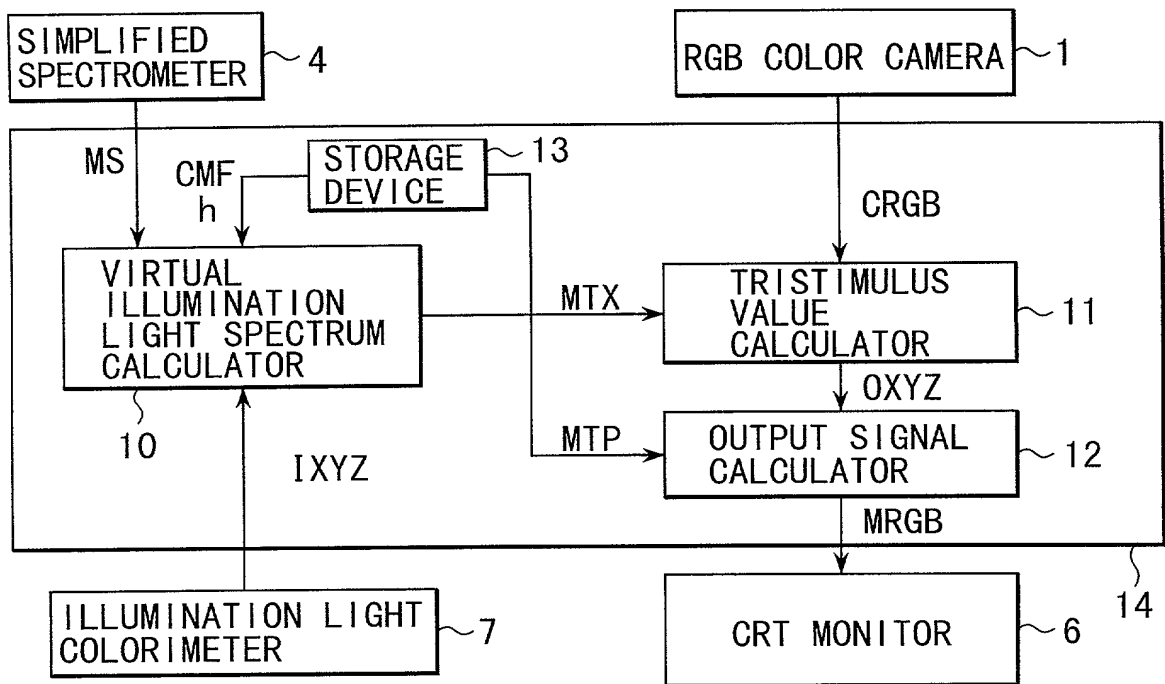 SIMPLIFIED
SPECTROMETER
4
RGB COLOR CAMERA
1
MS
CMF
h
STORAGE
DEVICE
13
CRGB
VIRTUAL
ILLUMINATION
LIGHT SPECTRUM
CALCULATOR
10
MTX
TRISTIMULUS
VALUE
CALCULATOR
11
OXYZ
IXYZ
MTP
OUTPUT SIGNAL
CALCULATOR
12
MRGB
14
ILLUMINATION LIGHT
COLORIMETER
7
CRT MONITOR
6